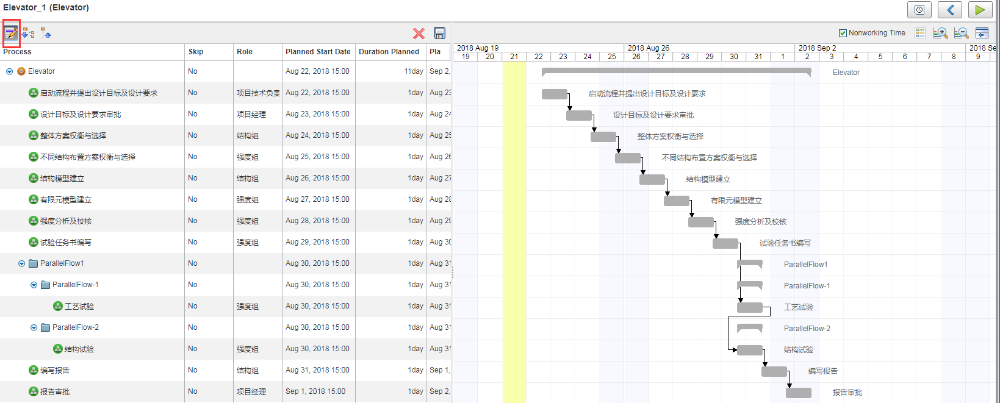 Elevator_1 (Elevator)
Nonworking Time
Process Skip Role Planned Start Date Duration Planned Pla
2018 Aug 19 2018 Aug 26 2018 Sep 2 2018 Se
19 20 21 22 23 24 25 26 27 28 29 30 31 1 2 3 4 5 6 7 8 9
Elevator No Aug 22, 2018 15:00 11day Sep 2, Elevator
启动流程并提出设计目标及设计要求 No 项目技术负责 Aug 22, 2018 15:00 1day Aug 23 启动流程并提出设计目标及设计要求
设计目标及设计要求审批 No 项目经理 Aug 23, 2018 15:00 1day Aug 24 设计目标及设计要求审批
整体方案权衡与选择 No 结构组 Aug 24, 2018 15:00 1day Aug 25 整体方案权衡与选择
不同结构布置方案权衡与选择 No 强度组 Aug 25, 2018 15:00 1day Aug 26 不同结构布置方案权衡与选择
结构模型建立 No 结构组 Aug 26, 2018 15:00 1day Aug 27 结构模型建立
有限元模型建立 No 强度组 Aug 27, 2018 15:00 1day Aug 28 有限元模型建立
强度分析及校核 No 强度组 Aug 28, 2018 15:00 1day Aug 29 强度分析及校核
试验任务书编写 No 强度组 Aug 29, 2018 15:00 1day Aug 30 试验任务书编写
ParallelFlow1 No Aug 30, 2018 15:00 1day Aug 31 ParallelFlow1
ParallelFlow-1 No Aug 30, 2018 15:00 1day Aug 31 ParallelFlow-1
工艺试验 No 强度组 Aug 30, 2018 15:00 1day Aug 31 工艺试验
ParallelFlow-2 No Aug 30, 2018 15:00 1day Aug 31 ParallelFlow-2
结构试验 No 强度组 Aug 30, 2018 15:00 1day Aug 31 结构试验
编写报告 No 结构组 Aug 31, 2018 15:00 1day Sep 1, 编写报告
报告审批 No 项目经理 Sep 1, 2018 15:00 1day Sep 2, 报告审批